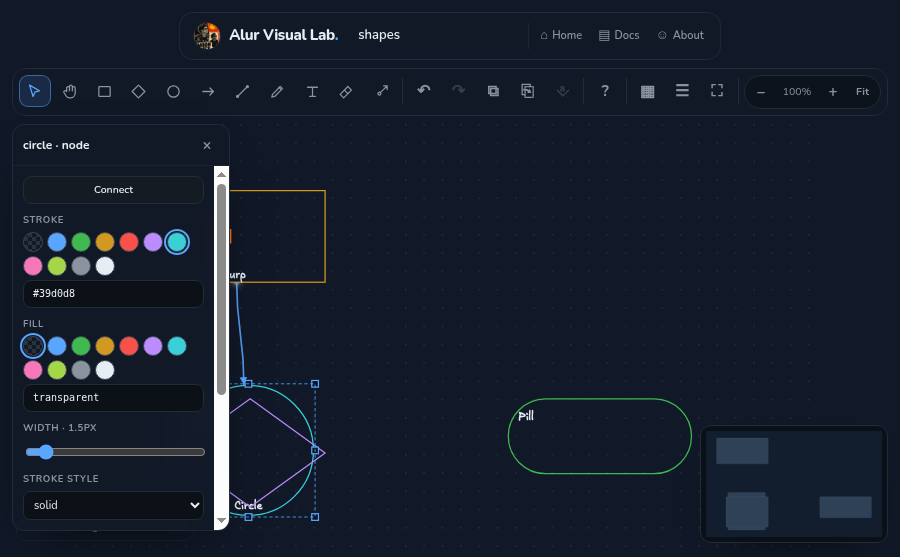 Alur Visual Lab. shapes Home Docs About
100% Fit
circle · node
Connect
STROKE
#39d0d8
FILL
transparent
WIDTH · 1.5PX
STROKE STYLE
solid
urp
Circle
Pill